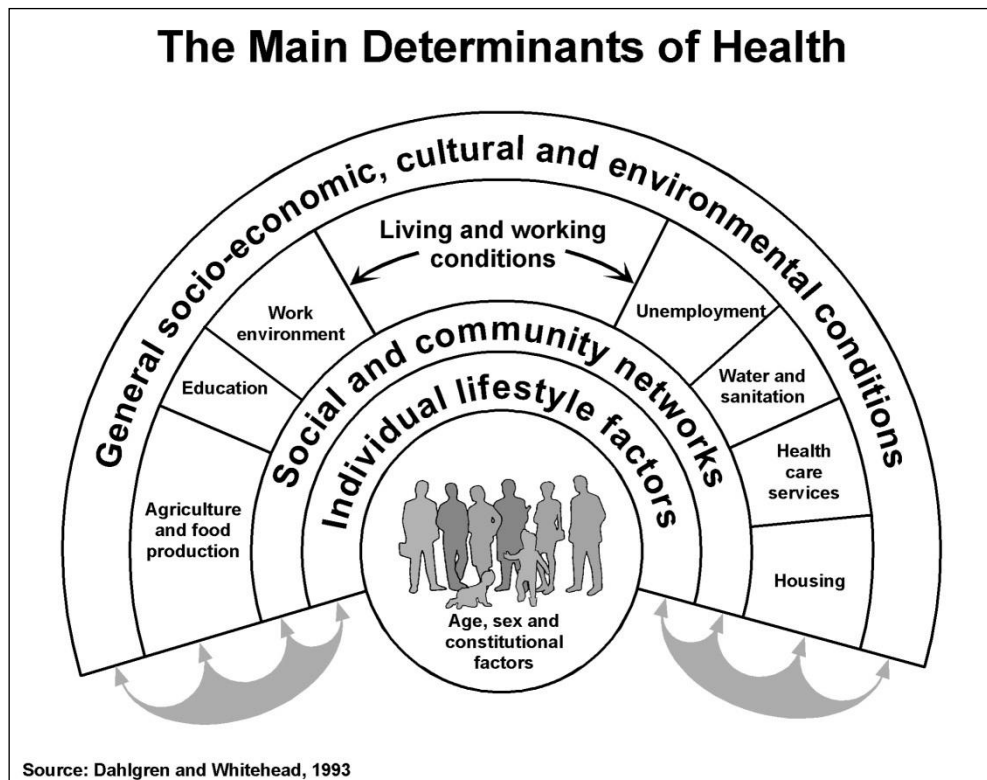 The Main Determinants of Health
General socio-economic, cultural and environmental conditions
Living and working
conditions
Work
environment
Unemployment
Education
Water and
sanitation
Social and community networks
Individual lifestyle factors
Agriculture
and food
production
Health
care
services
Housing
Age, sex and
constitutional
factors
Source: Dahlgren and Whitehead, 1993